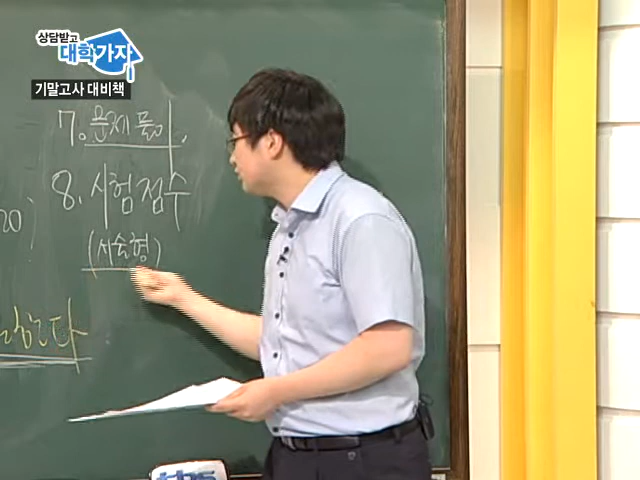 상담받고
대학가자
기말고사 대비책
7. 문제 풀이
8. 시험 점수
(서술형)
20)